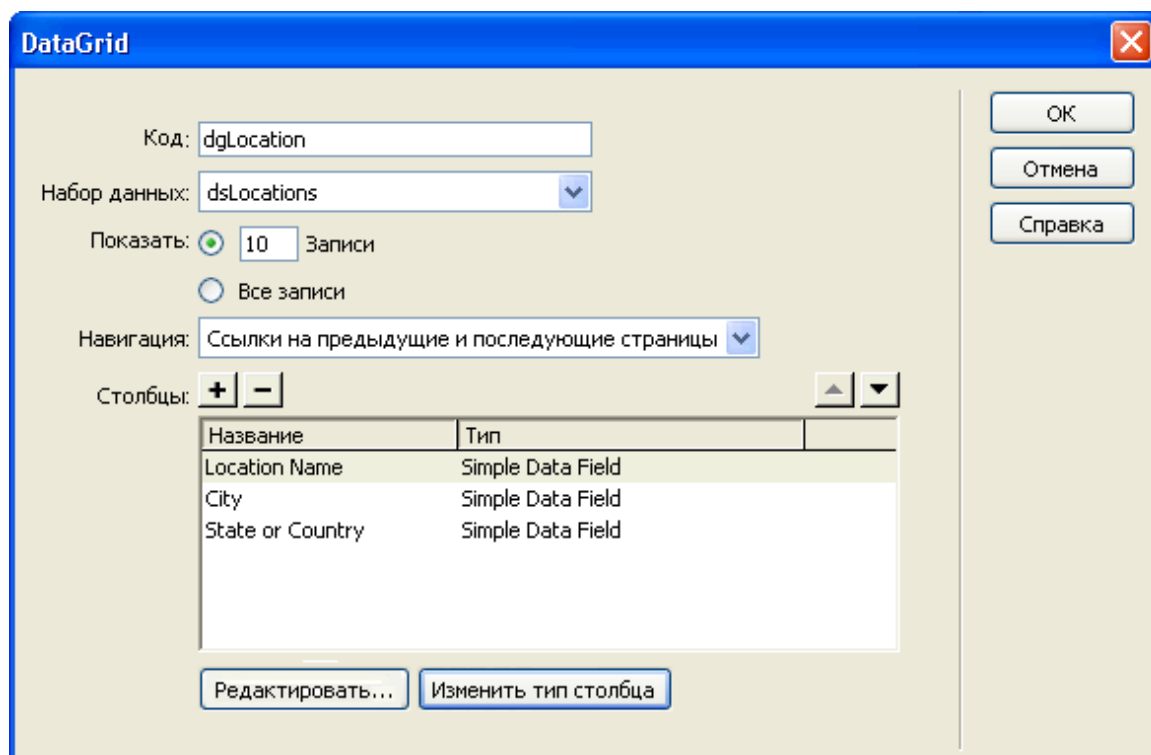 DataGrid
Код: dgLocation
Набор данных: dsLocations
Показать: 10 Записи
Все записи
Навигация: Ссылки на предыдущие и последующие страницы
Столбцы: + −
Название Тип
Location Name Simple Data Field
City Simple Data Field
State or Country Simple Data Field
Редактировать... Изменить тип столбца
ОК
Отмена
Справка